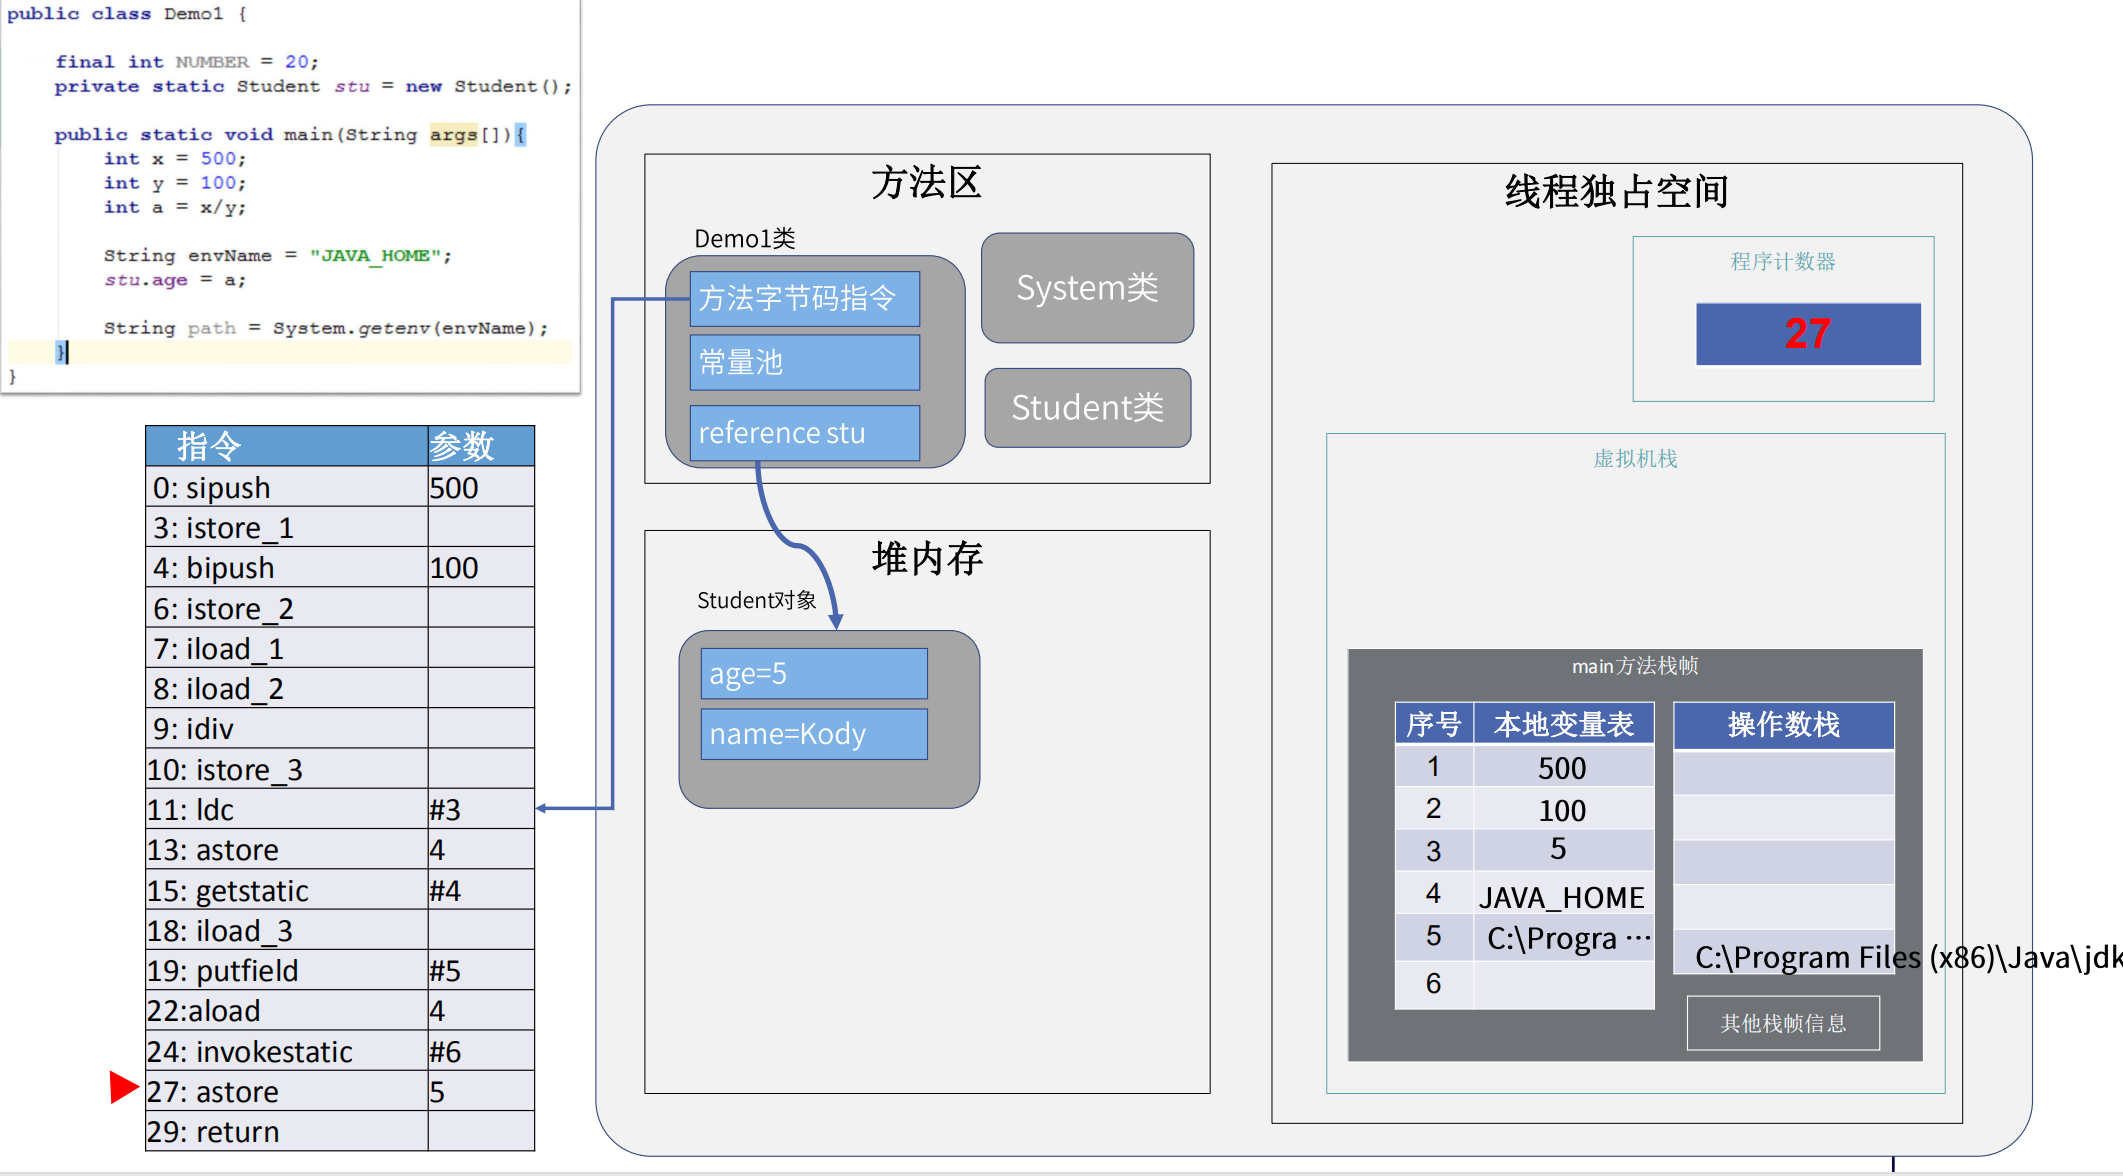 public class Demo1 {
final int NUMBER = 20;
private static Student stu = new Student();
public static void main(String args[]){
int x = 500;
int y = 100;
int a = x/y;
String envName = "JAVA_HOME";
stu.age = a;
String path = System.getenv(envName);
}
}
指令 参数
0: sipush 500
3: istore_1
4: bipush 100
6: istore_2
7: iload_1
8: iload_2
9: idiv
10: istore_3
11: ldc #3
13: astore 4
15: getstatic #4
18: iload_3
19: putfield #5
22:aload 4
24: invokestatic #6
27: astore 5
29: return
方法区
Demo1类
方法字节码指令
常量池
reference stu
System类
Student类
堆内存
Student对象
age=5
name=Kody
线程独占空间
程序计数器
27
虚拟机栈
main方法栈帧
序号 本地变量表
1 500
2 100
3 5
4 JAVA_HOME
5 C:\Progra ···
6
操作数栈
C:\Program Files (x86)\Java\jdk
其他栈帧信息